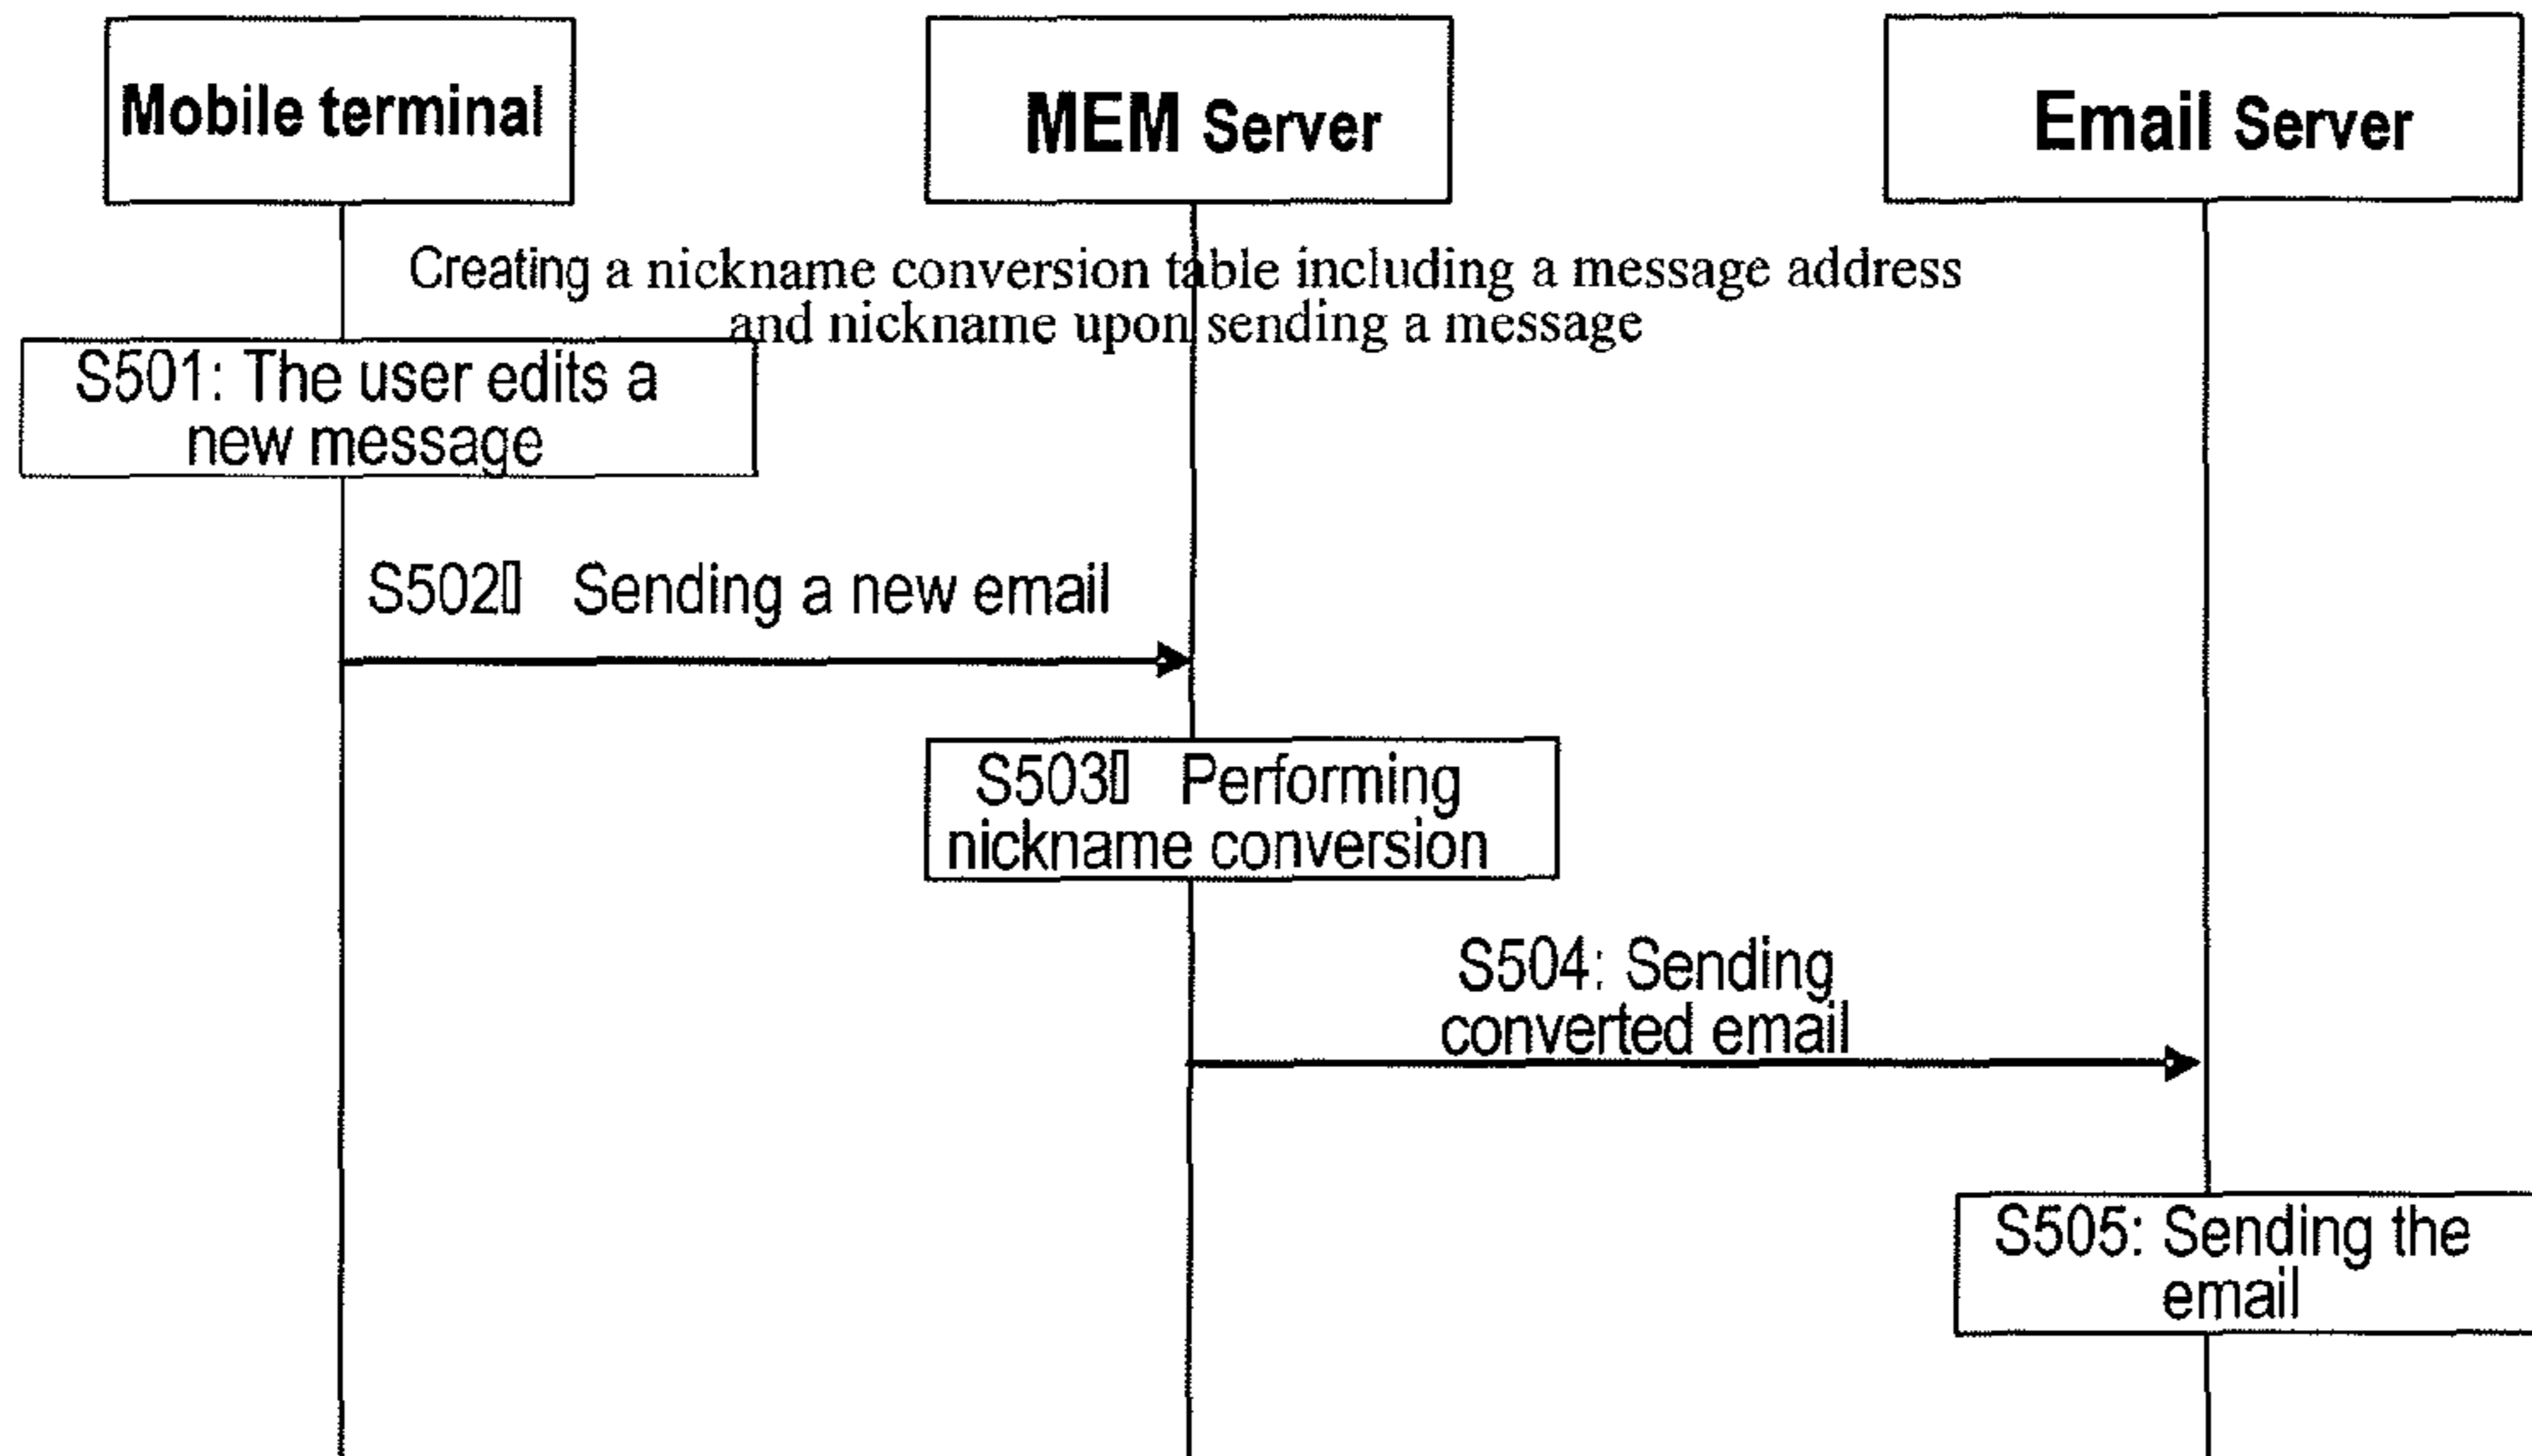 Mobile terminal
MEM Server
Email Server
Creating a nickname conversion table including a message address
and nickname upon sending a message
S501: The user edits a
new message
S502▯ Sending a new email
S503▯ Performing
nickname conversion
S504: Sending
converted email
S505: Sending the
email